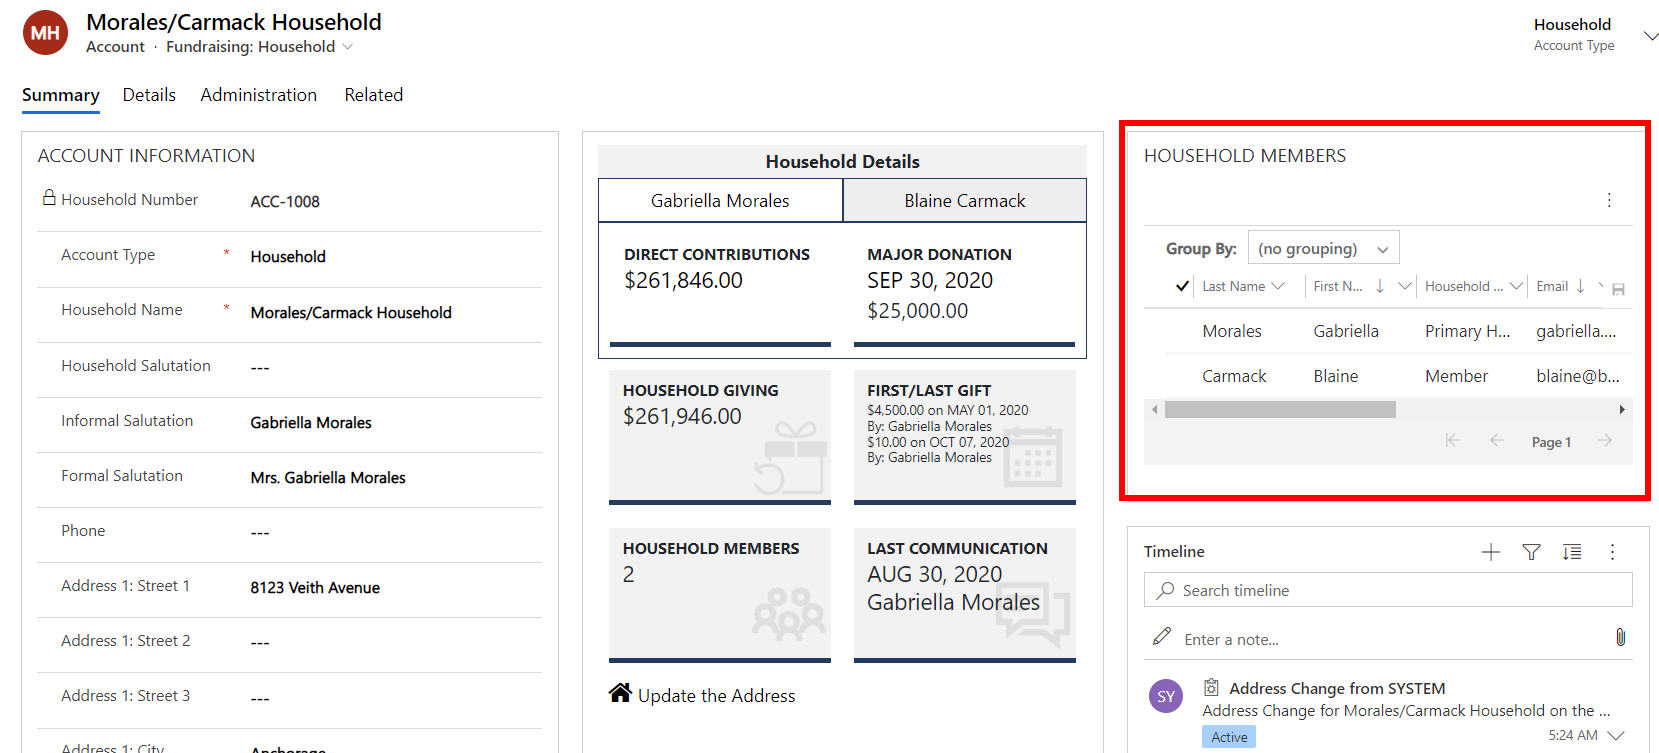 MH
Morales/Carmack Household
Account · Fundraising: Household
Household
Account Type
Summary Details Administration Related
ACCOUNT INFORMATION
Household Number ACC-1008
Account Type * Household
Household Name * Morales/Carmack Household
Household Salutation ---
Informal Salutation Gabriella Morales
Formal Salutation Mrs. Gabriella Morales
Phone ---
Address 1: Street 1 8123 Veith Avenue
Address 1: Street 2 ---
Address 1: Street 3 ---
Address 1: City Anchorage
Household Details
Gabriella Morales Blaine Carmack
DIRECT CONTRIBUTIONS
$261,846.00
MAJOR DONATION
SEP 30, 2020
$25,000.00
HOUSEHOLD GIVING
$261,946.00
FIRST/LAST GIFT
$4,500.00 on MAY 01, 2020
By: Gabriella Morales
$10.00 on OCT 07, 2020
By: Gabriella Morales
HOUSEHOLD MEMBERS
2
LAST COMMUNICATION
AUG 30, 2020
Gabriella Morales
Update the Address
HOUSEHOLD MEMBERS
Group By: (no grouping)
Last Name First N... Household ... Email
Morales Gabriella Primary H... gabriella....
Carmack Blaine Member blaine@b...
Page 1
Timeline
Search timeline
Enter a note...
SY
Address Change from SYSTEM
Address Change for Morales/Carmack Household on the ...
Active 5:24 AM